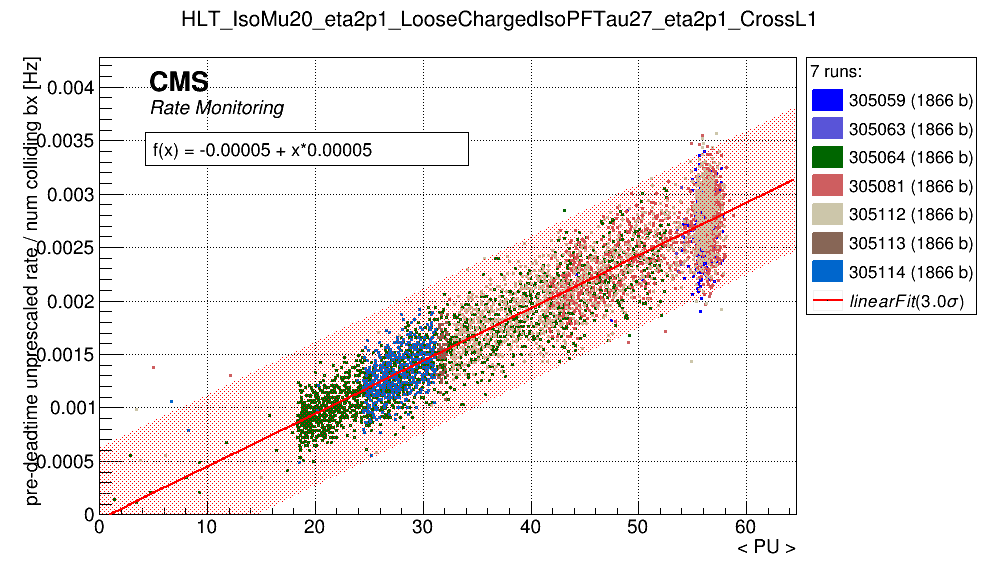 HLT_IsoMu20_eta2p1_LooseChargedIsoPFTau27_eta2p1_CrossL1
pre-deadtime unprescaled rate / num colliding bx [Hz]
CMS
Rate Monitoring
f(x) = -0.00005 + x*0.00005
0.004
0.0035
0.003
0.0025
0.002
0.0015
0.001
0.0005
0
0 10 20 30 40 50 60
< PU >
7 runs:
305059 (1866 b)
305063 (1866 b)
305064 (1866 b)
305081 (1866 b)
305112 (1866 b)
305113 (1866 b)
305114 (1866 b)
linearFit(3.0σ)